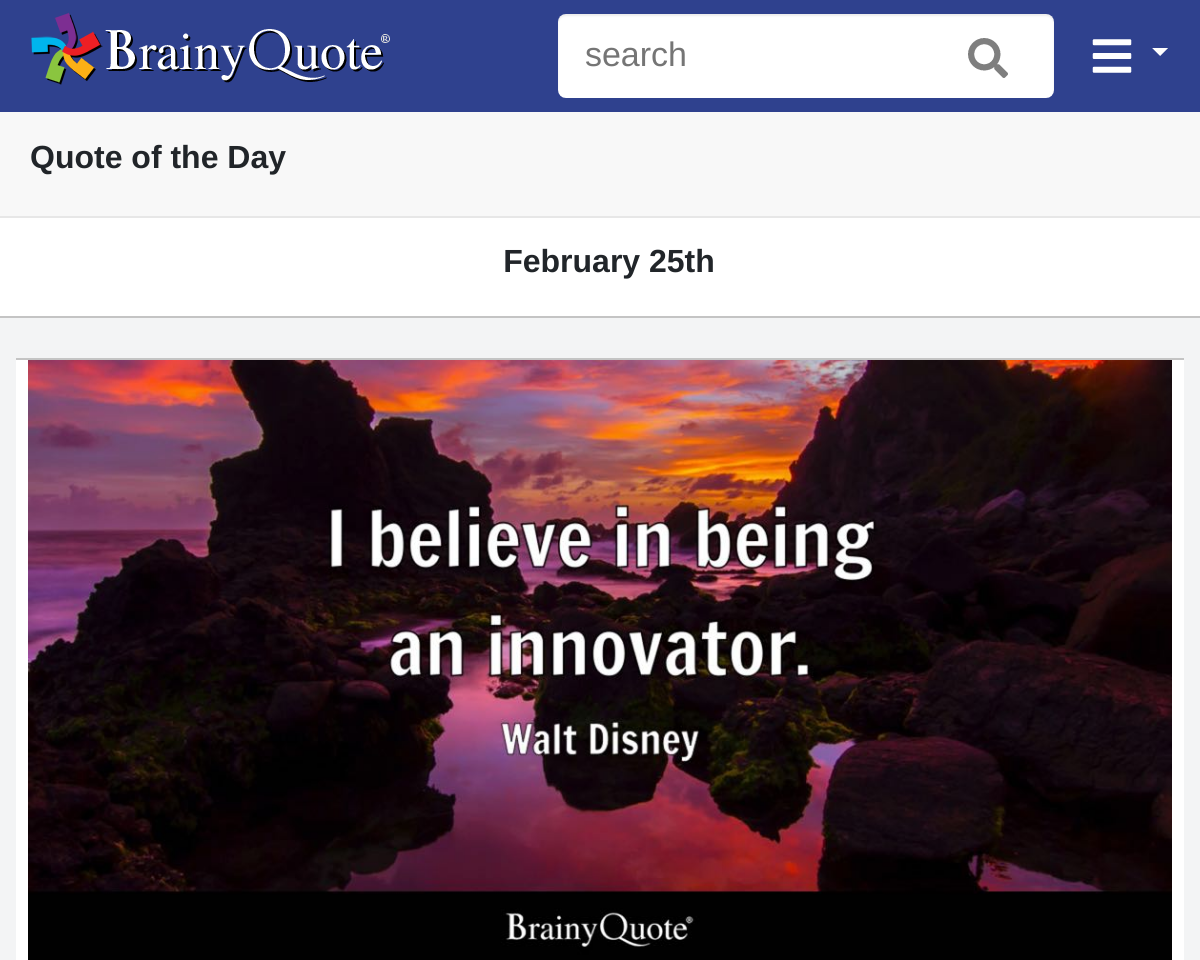 BrainyQuote®
search
Quote of the Day
February 25th
I believe in being
an innovator.
Walt Disney
BrainyQuote®